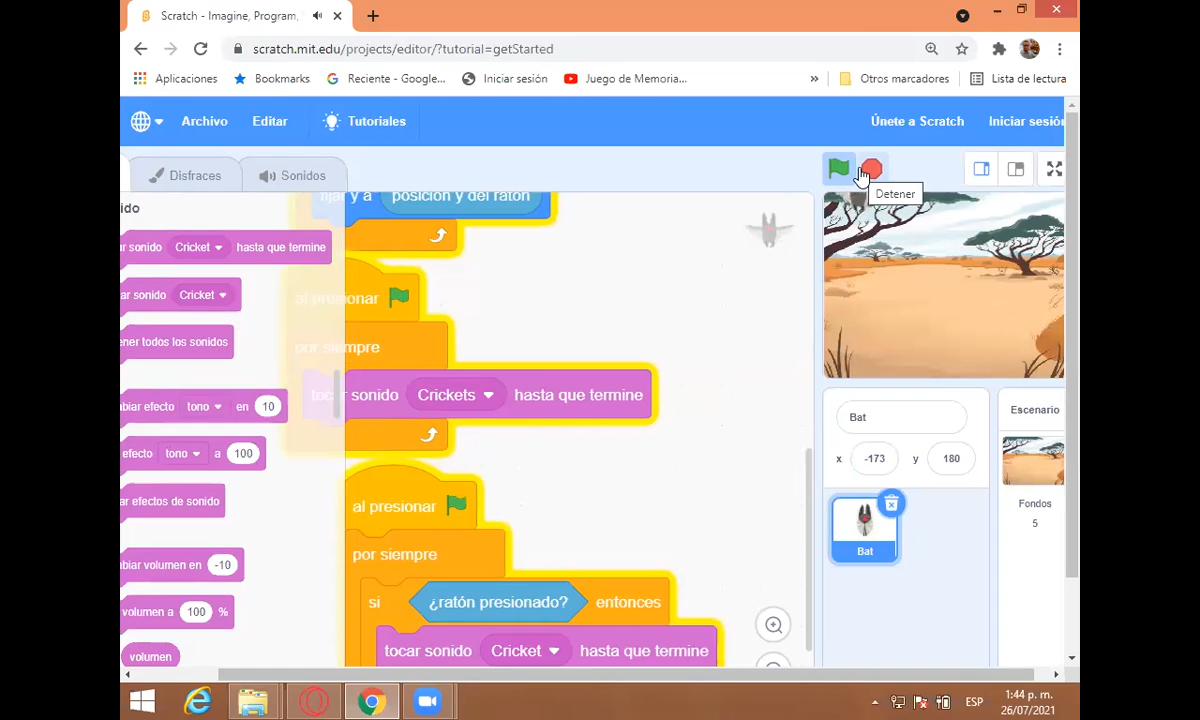 Scratch - Imagine, Program,
scratch.mit.edu/projects/editor/?tutorial=getStarted
Aplicaciones
Bookmarks
Reciente - Google...
Iniciar sesión
Juego de Memoria...
»
Otros marcadores
Lista de lectura
Archivo
Editar
Tutoriales
Únete a Scratch
Iniciar sesión
Disfraces
Sonidos
Detener
ido
ar sonido Cricket hasta que termine
ar sonido Cricket
ner todos los sonidos
biar efecto tono en 10
efecto tono a 100
ar efectos de sonido
biar volumen en -10
volumen a 100 %
volumen
fijar y a posición y del ratón
al presionar
por siempre
tocar sonido Crickets hasta que termine
al presionar
por siempre
si ¿ratón presionado? entonces
tocar sonido Cricket hasta que termine
Bat
x -173 y 180
Bat
Escenario
Fondos
5
ESP
1:44 p. m.
26/07/2021